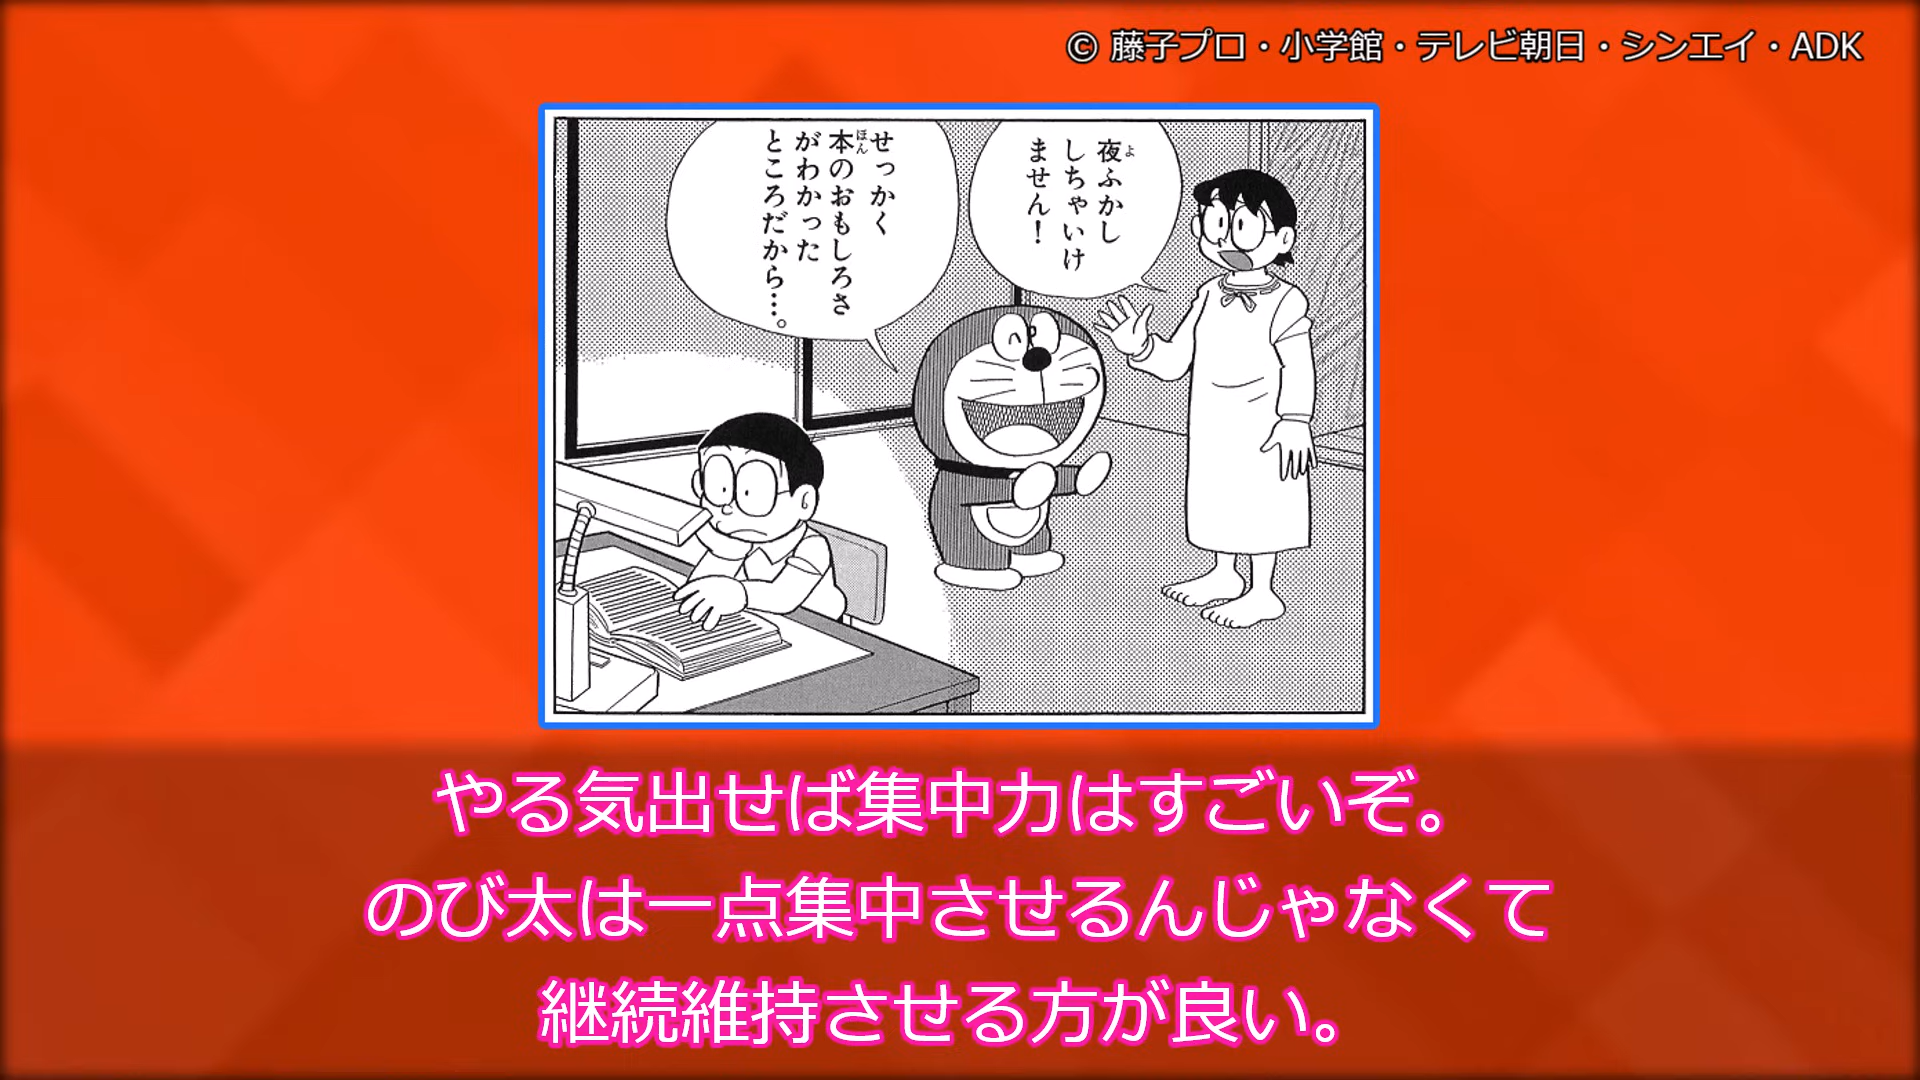 © 藤子プロ・小学館・テレビ朝日・シンエイ・ADK
夜ふかし
しちゃいけ
ません!
よ
せっかく
本のおもしろさ
がわかった
ところだから…。
ほん
やる気出せば集中力はすごいぞ。
のび太は一点集中させるんじゃなくて
継続維持させる方が良い。